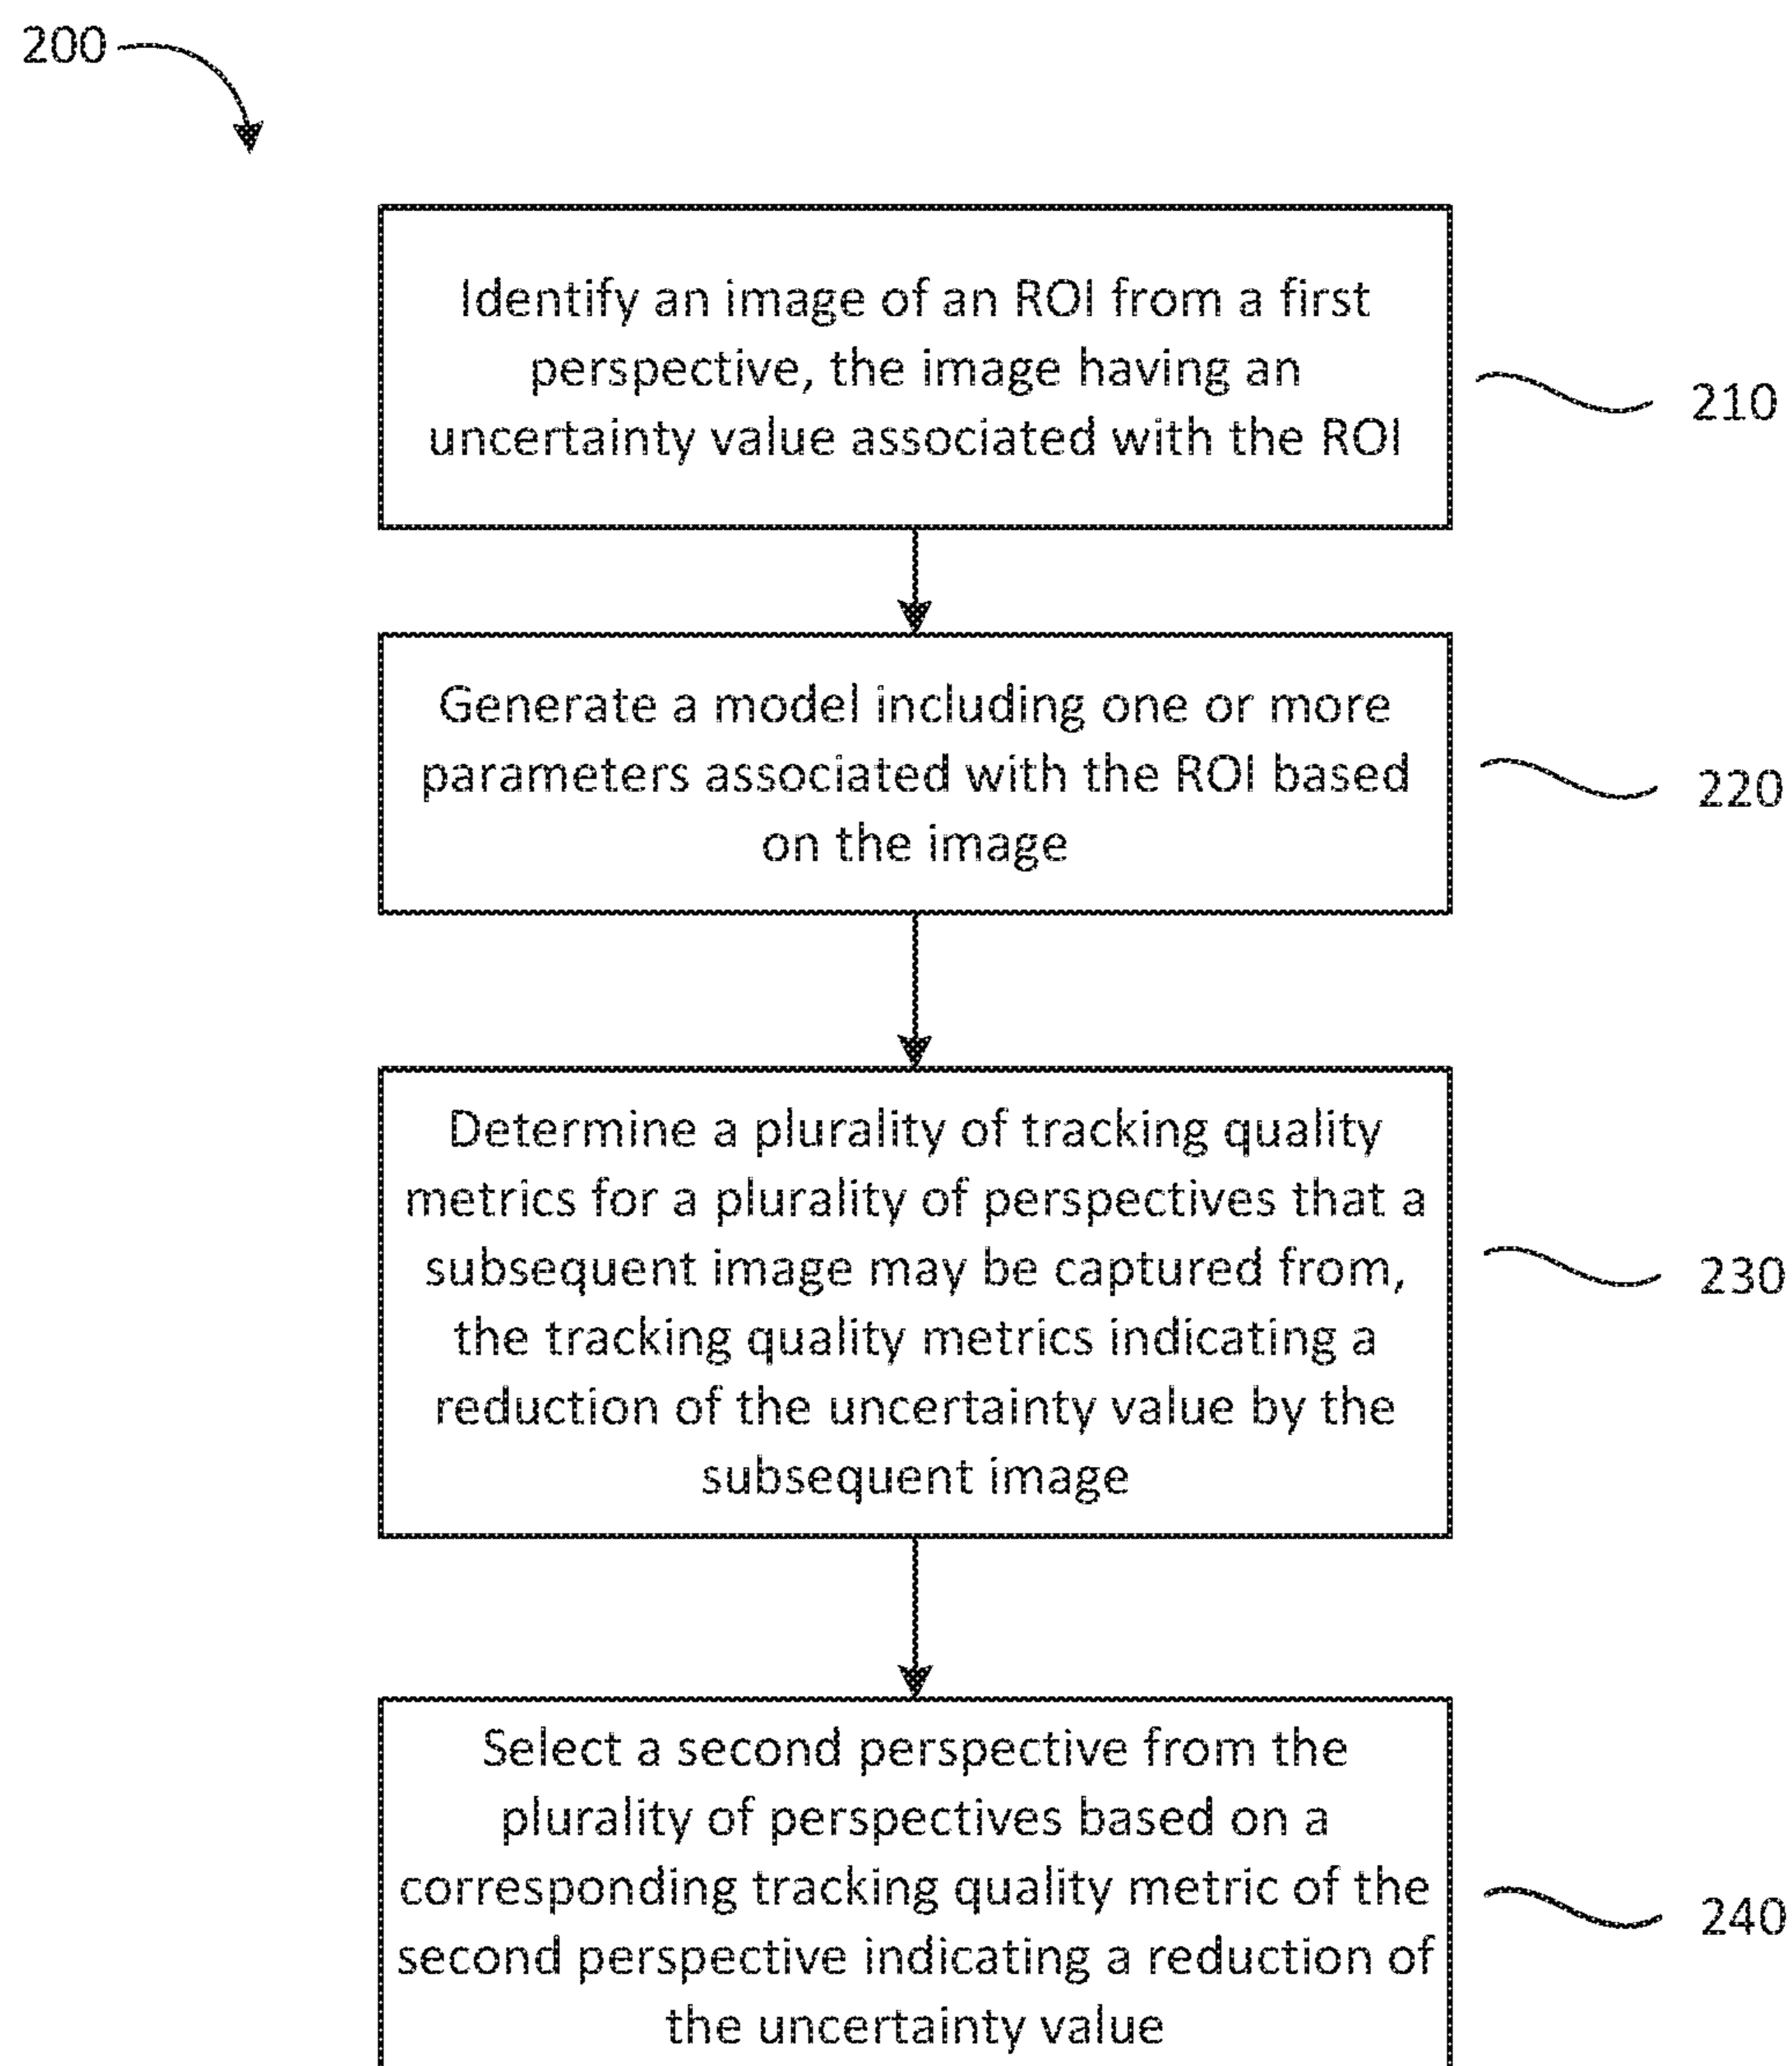 200
Identify an image of an ROI from a first
perspective, the image having an
uncertainty value associated with the ROI
210
Generate a model including one or more
parameters associated with the ROI based
on the image
220
Determine a plurality of tracking quality
metrics for a plurality of perspectives that a
subsequent image may be captured from,
the tracking quality metrics indicating a
reduction of the uncertainty value by the
subsequent image
230
Select a second perspective from the
plurality of perspectives based on a
corresponding tracking quality metric of the
second perspective indicating a reduction of
the uncertainty value
240